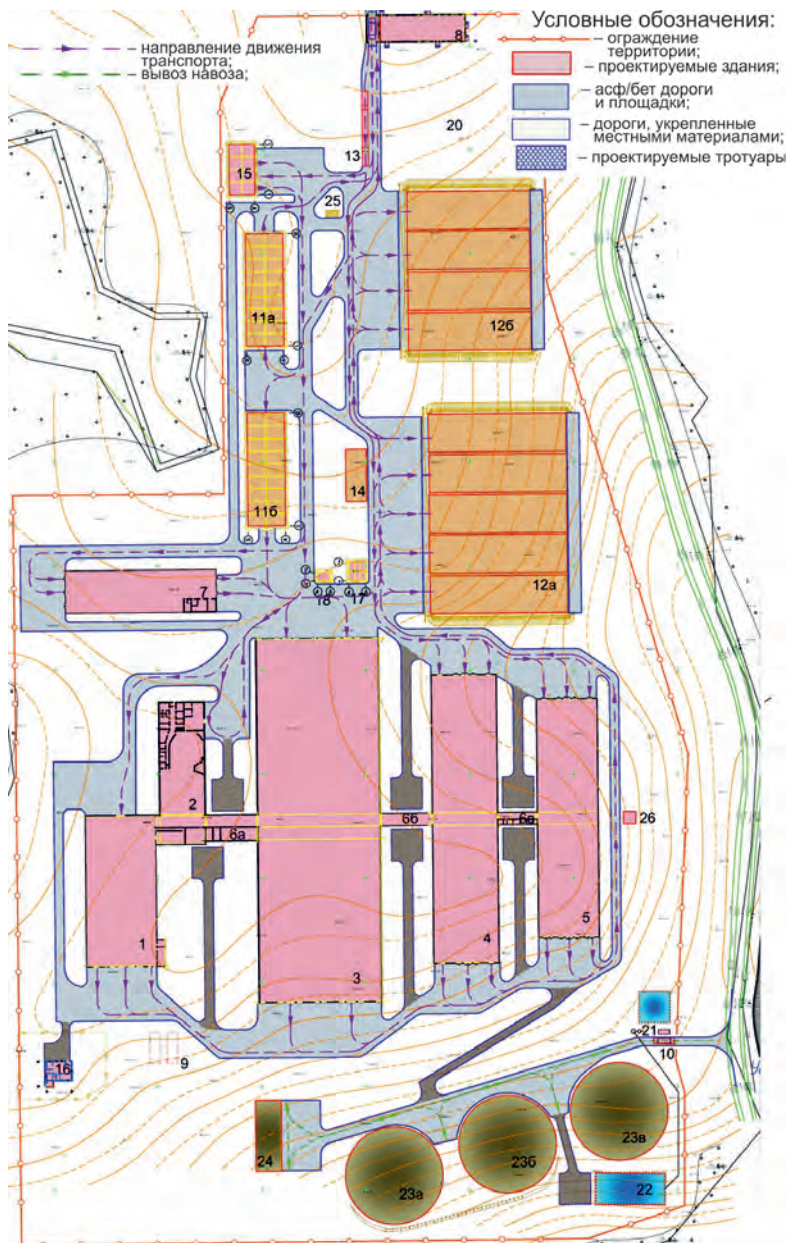 Условные обозначения:
– ограждение
территории;
– проектируемые здания;
– асф/бет дороги
и площадки;
– дороги, укрепленные
местными материалами;
– проектируемые тротуары
– направление движения
транспорта;
– вывоз навоза;
8
20
13
15
25
11а
12б
11б
14
12а
7
18
17
2
6а
6б
6а
26
1
3
4
5
21
10
16
9
24
23а
23б
23в
22